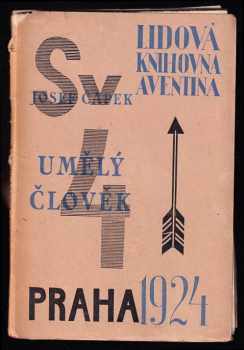 Sv
4
LIDOVÁ
KNIHOVNA
AVENTINA
JOSEF ČAPEK
UMĚLÝ
ČLOVĚK
PRAHA 1924